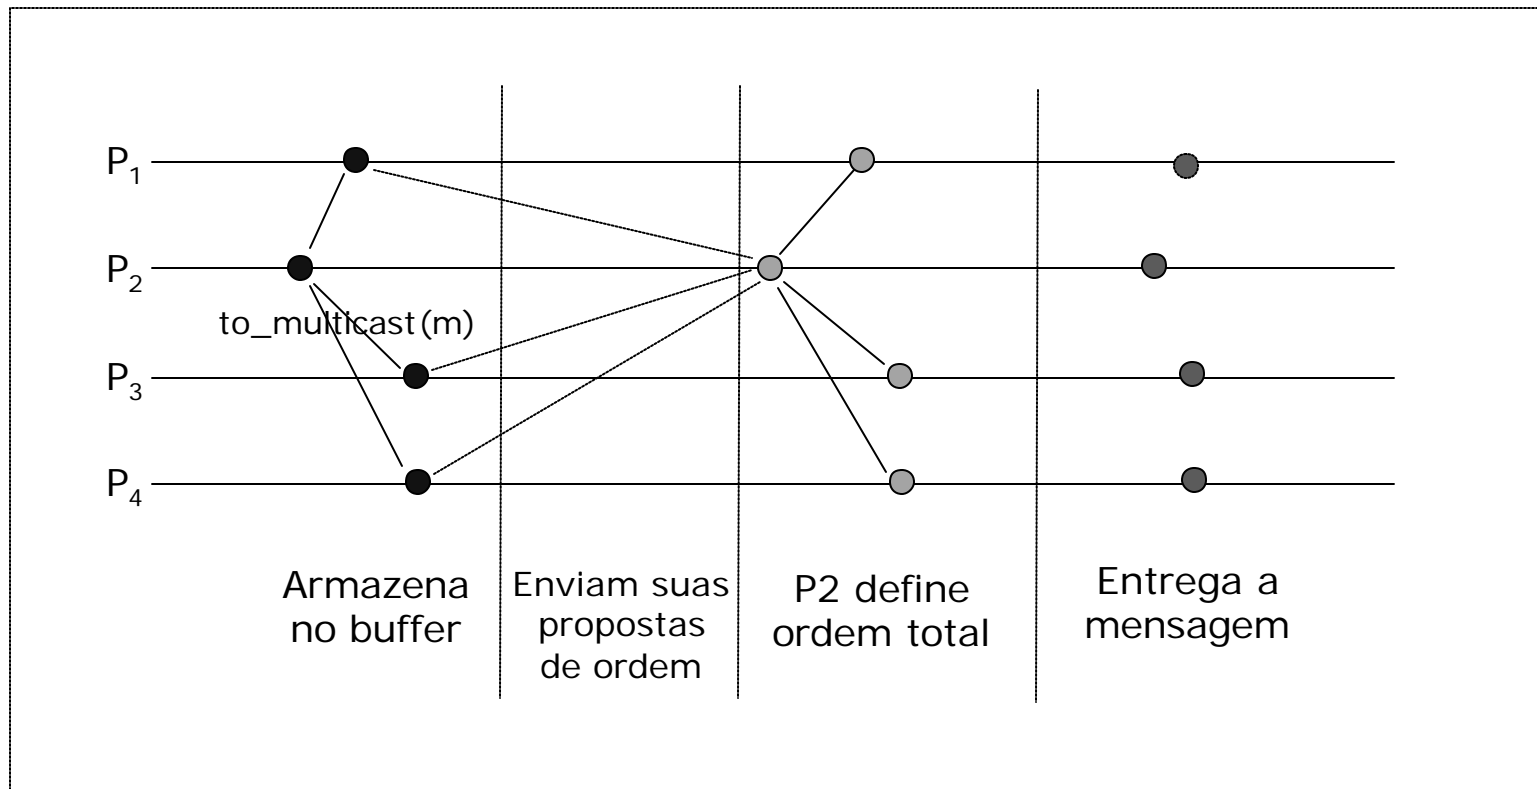 P1
P2
to_multicast(m)
P3
P4
Armazena
no buffer
Enviam suas
propostas
de ordem
P2 define
ordem total
Entrega a
mensagem